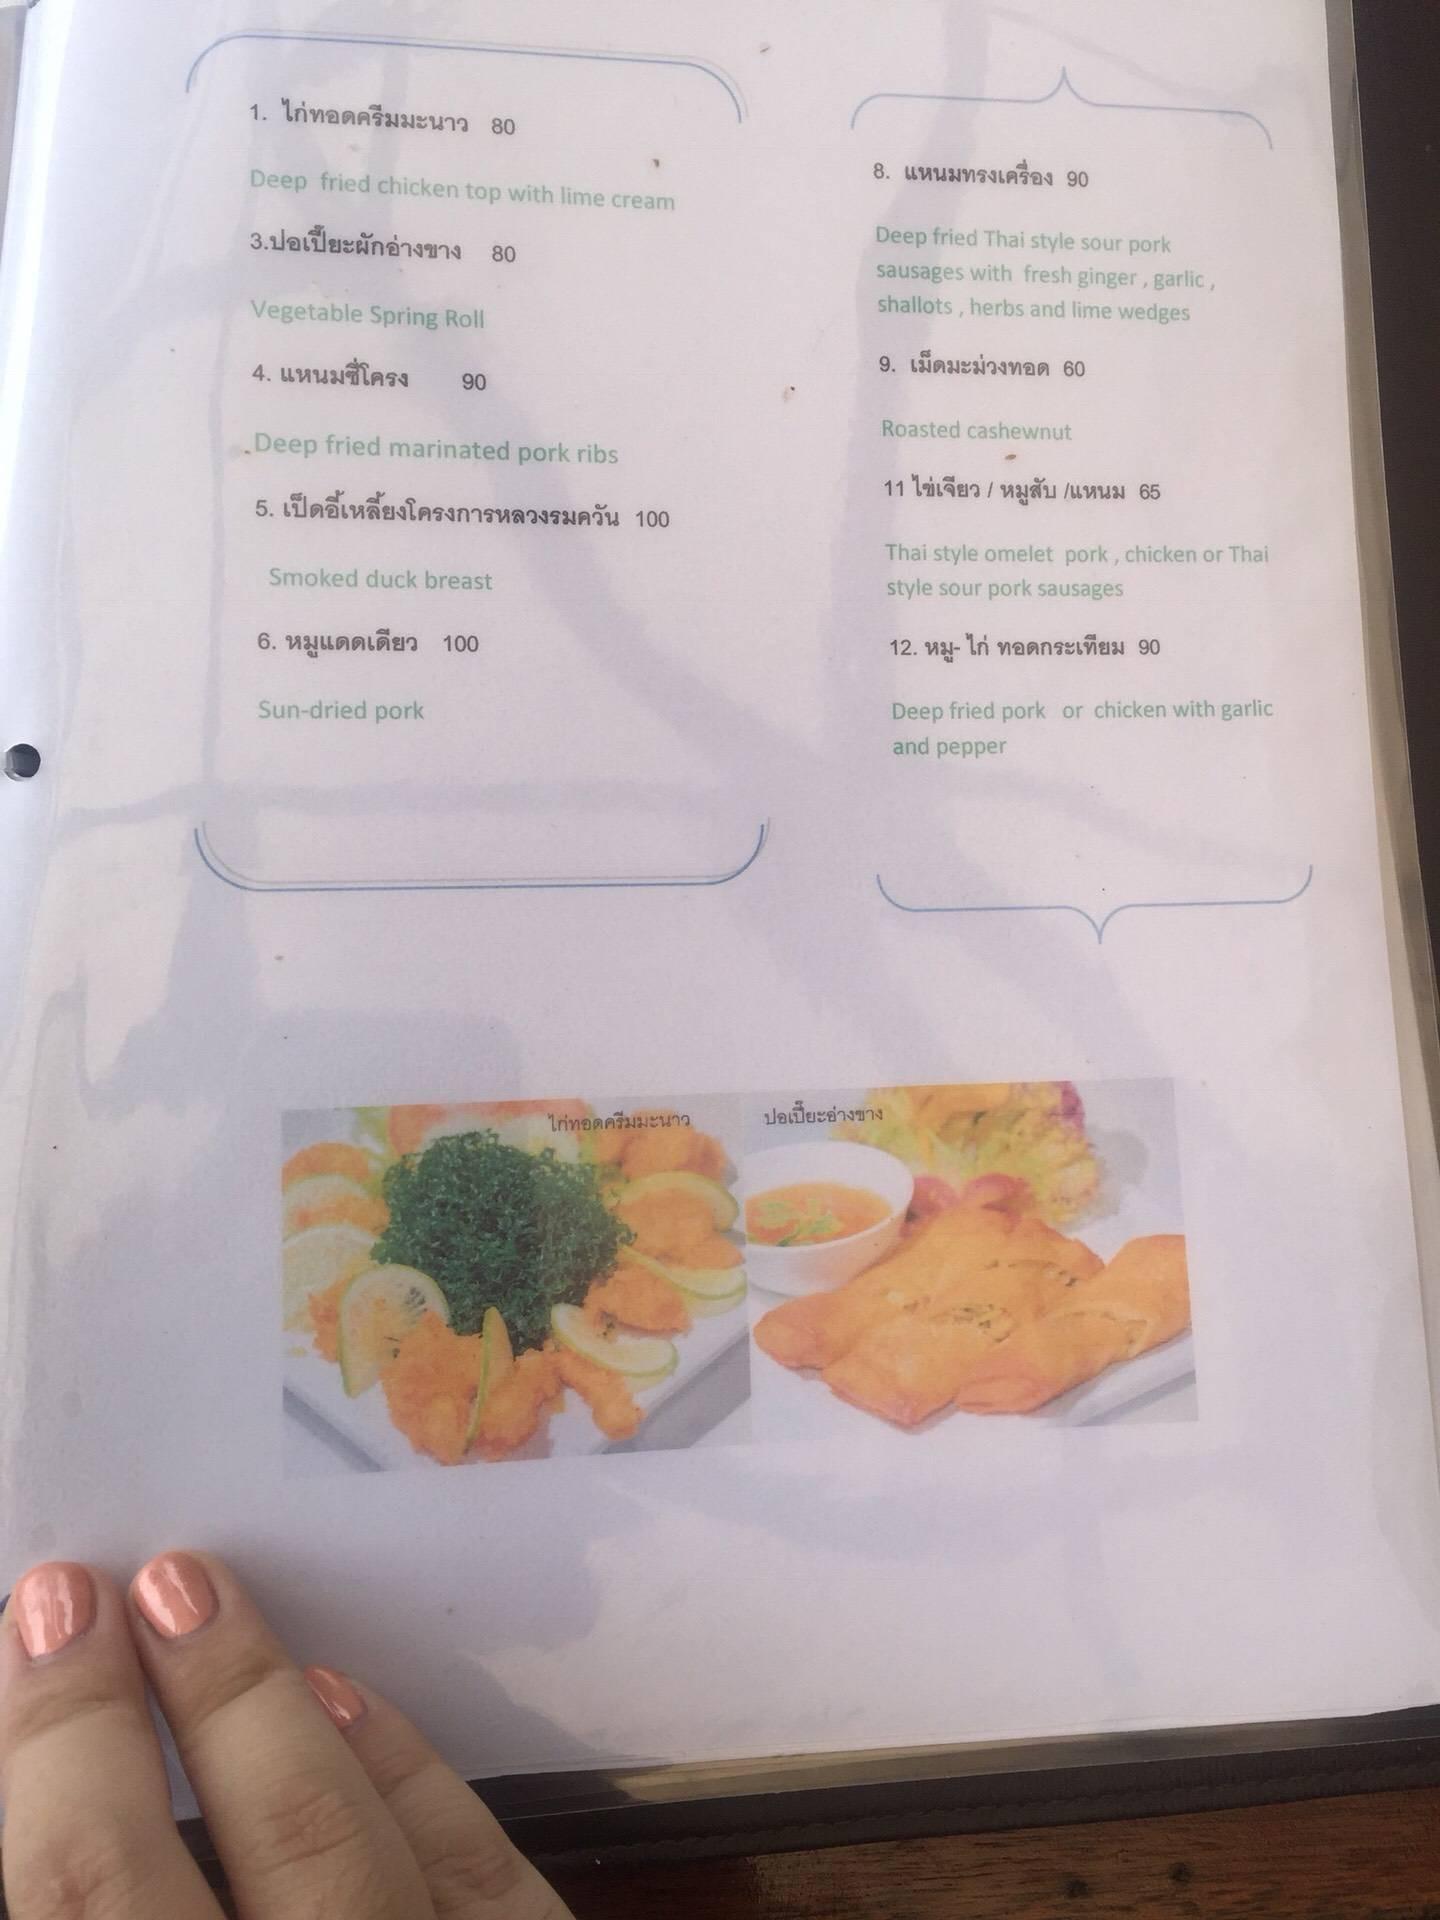 1. ไก่ทอดครีมมะนาว 80
Deep fried chicken top with lime cream
3.ปอเปี๊ยะผักอ่างขาง 80
Vegetable Spring Roll
4. แหนมซี่โครง 90
Deep fried marinated pork ribs
5. เป็ดอี้เหลี้ยงโครงการหลวงรมควัน 100
Smoked duck breast
6. หมูแดดเดียว 100
Sun-dried pork
8. แหนมทรงเครื่อง 90
Deep fried Thai style sour pork
sausages with fresh ginger , garlic ,
shallots , herbs and lime wedges
9. เม็ดมะม่วงทอด 60
Roasted cashewnut
11 ไข่เจียว / หมูสับ /แหนม 65
Thai style omelet pork , chicken or Thai
style sour pork sausages
12. หมู- ไก่ ทอดกระเทียม 90
Deep fried pork or chicken with garlic
and pepper
ไก่ทอดครีมมะนาว
ปอเปี๊ยะอ่างขาง